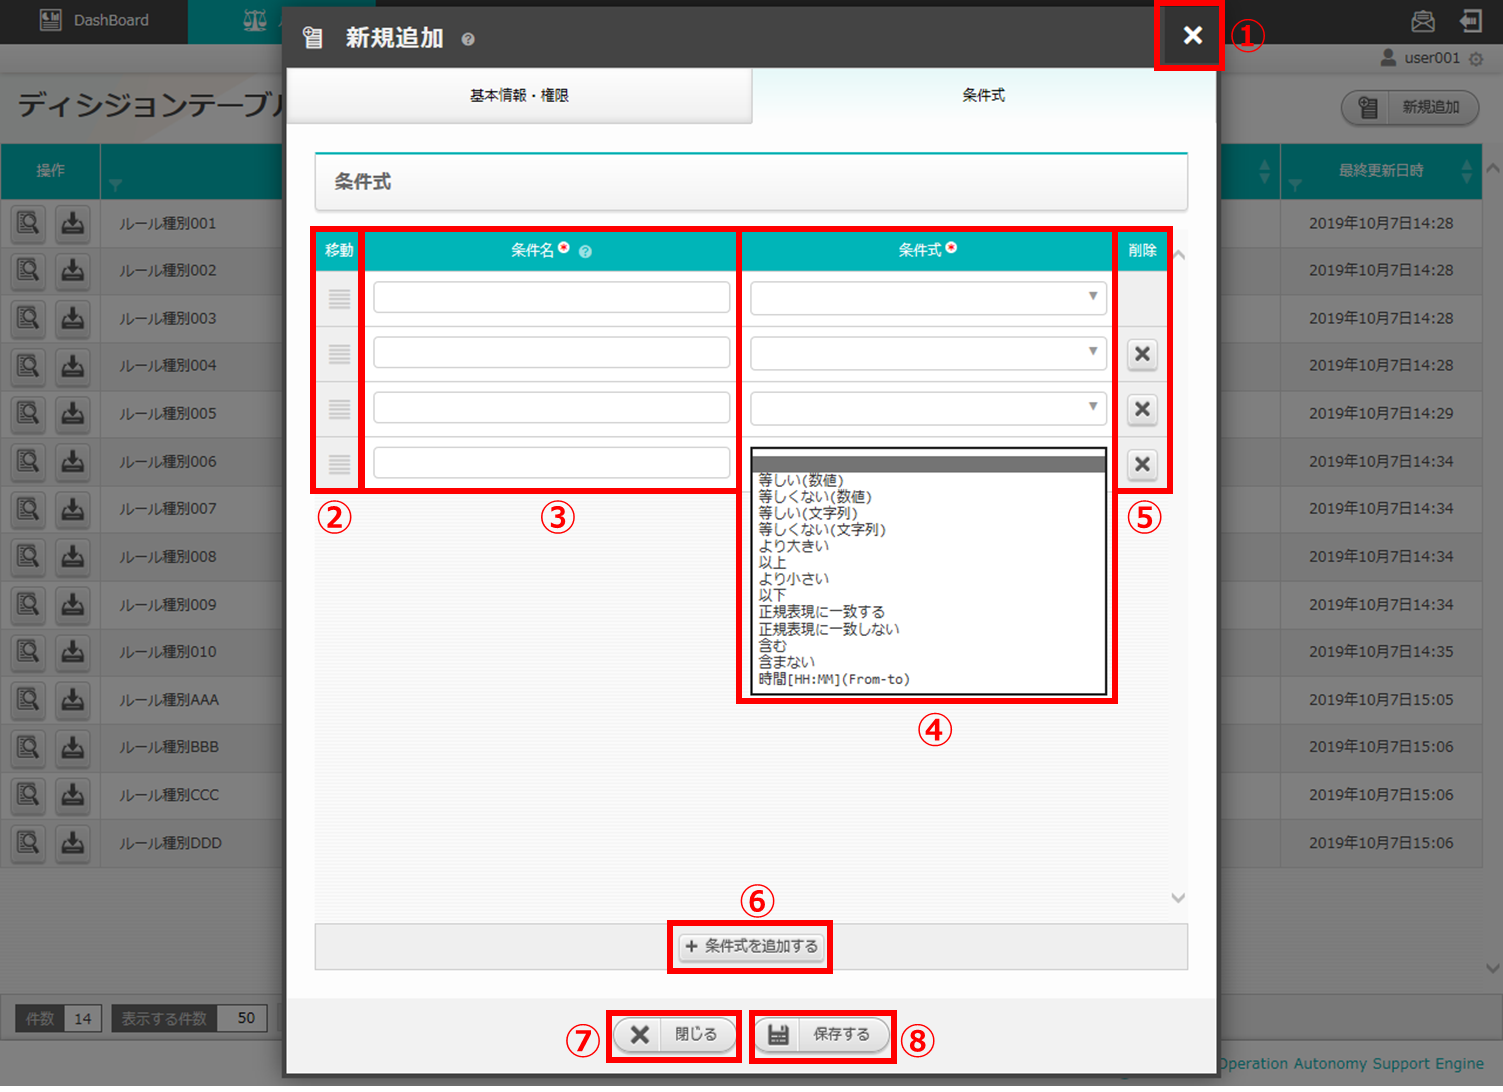 DashBoard
新規追加
①
user001
ディシジョンテーブル
基本情報・権限
条件式
新規追加
操作
最終更新日時
条件式
移動
条件名*
条件式*
削除
ルール種別001
2019年10月7日14:28
ルール種別002
2019年10月7日14:28
ルール種別003
2019年10月7日14:28
ルール種別004
2019年10月7日14:28
ルール種別005
2019年10月7日14:29
ルール種別006
2019年10月7日14:34
ルール種別007
2019年10月7日14:34
ルール種別008
2019年10月7日14:34
ルール種別009
2019年10月7日14:34
ルール種別010
2019年10月7日14:35
ルール種別AAA
2019年10月7日15:05
ルール種別BBB
2019年10月7日15:06
ルール種別CCC
2019年10月7日15:06
ルール種別DDD
2019年10月7日15:06
等しい(数値)
等しくない(数値)
等しい(文字列)
等しくない(文字列)
より大きい
以上
より小さい
以下
正規表現に一致する
正規表現に一致しない
含む
含まない
時間[HH:MM](From-to)
②
③
④
⑤
⑥
+ 条件式を追加する
件数 14
表示する件数 50
⑦
閉じる
保存する
⑧
Operation Autonomy Support Engine